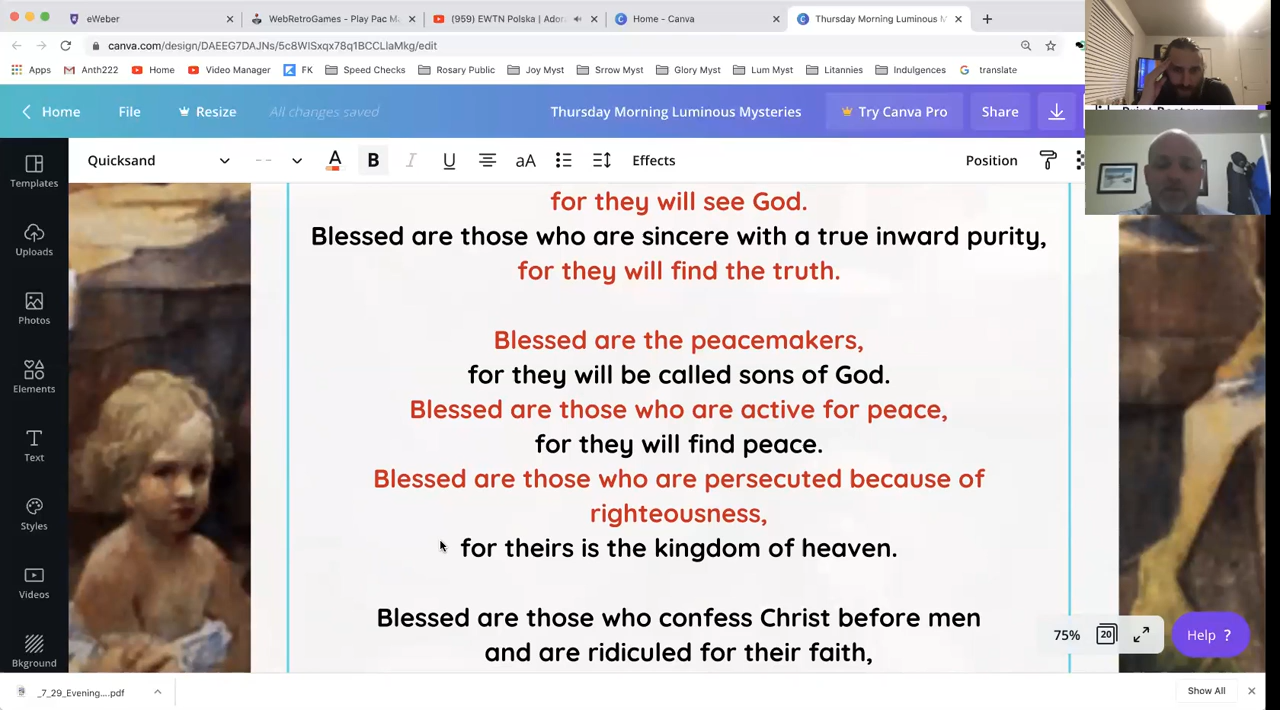 eWeber
WebRetroGames - Play Pac M
(959) EWTN Polska | Ador
Home - Canva
Thursday Morning Luminous M
canva.com/design/DAEEG7DAJNs/5c8WlSxqx78q1BCCLlaMkg/edit
Apps Anth222 Home Video Manager FK Speed Checks Rosary Public Joy Myst Srrow Myst Glory Myst Lum Myst Litannies Indulgences translate
Home File Resize All changes saved Thursday Morning Luminous Mysteries Try Canva Pro Share
Quicksand -- A B I U aA Effects Position
Templates
Uploads
Photos
Elements
Text
Styles
Videos
Bkground
for they will see God.
Blessed are those who are sincere with a true inward purity,
for they will find the truth.
Blessed are the peacemakers,
for they will be called sons of God.
Blessed are those who are active for peace,
for they will find peace.
Blessed are those who are persecuted because of
righteousness,
for theirs is the kingdom of heaven.
Blessed are those who confess Christ before men
and are ridiculed for their faith,
75% 20 Help ?
_7_29_Evening....pdf
Show All